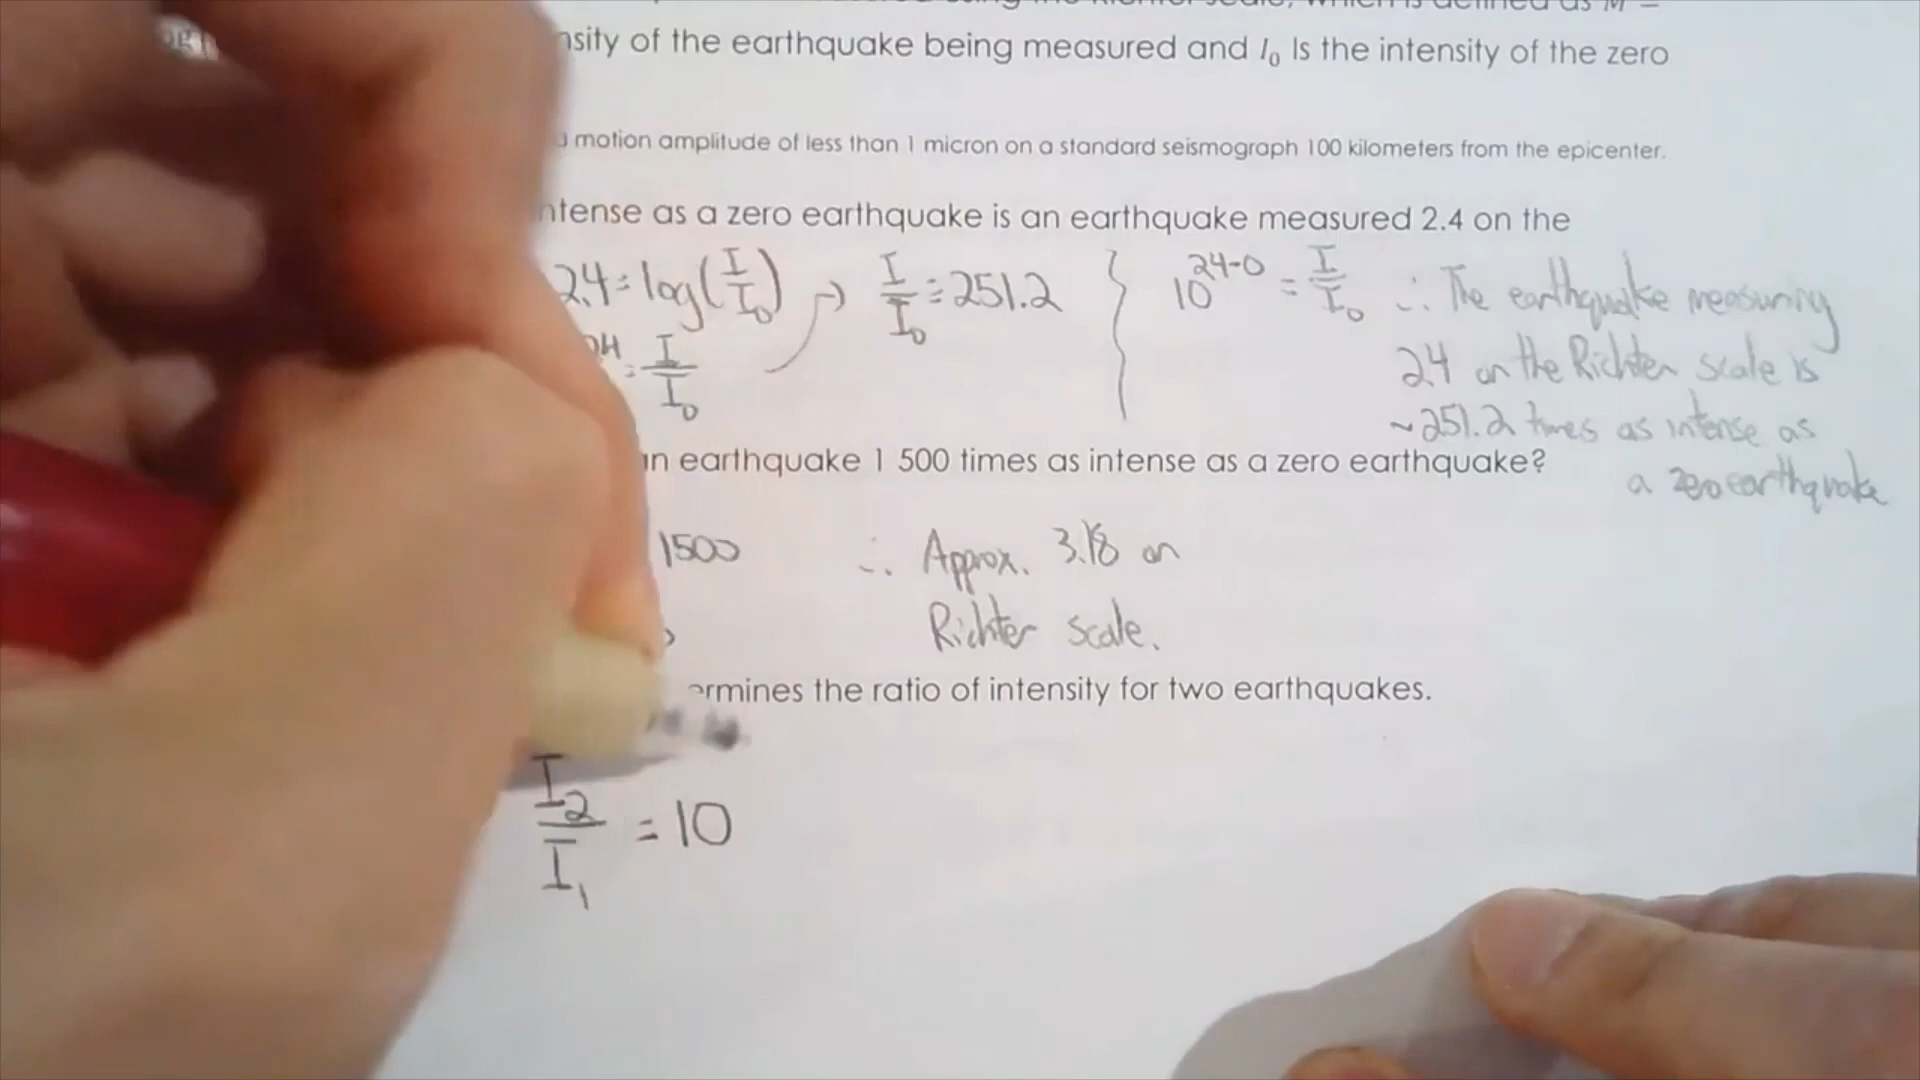 of the earthquake being measured and I₀ Is the intensity of the zero
motion amplitude of less than 1 micron on a standard seismograph 100 kilometers from the epicenter.
as a zero earthquake is an earthquake measured 2.4 on the
2.4 = log(I/I₀) → I/I₀ = 251.2 10^2.4-0 = I/I₀ ∴ The earthquake measuring
= I/I₀ 2.4 on the Richter scale is
~251.2 times as intense as
earthquake 1 500 times as intense as a zero earthquake?
a zero earthquake
1500 ∴ Approx. 3.18 on
Richter scale.
the ratio of intensity for two earthquakes.
I₂/I₁ = 10